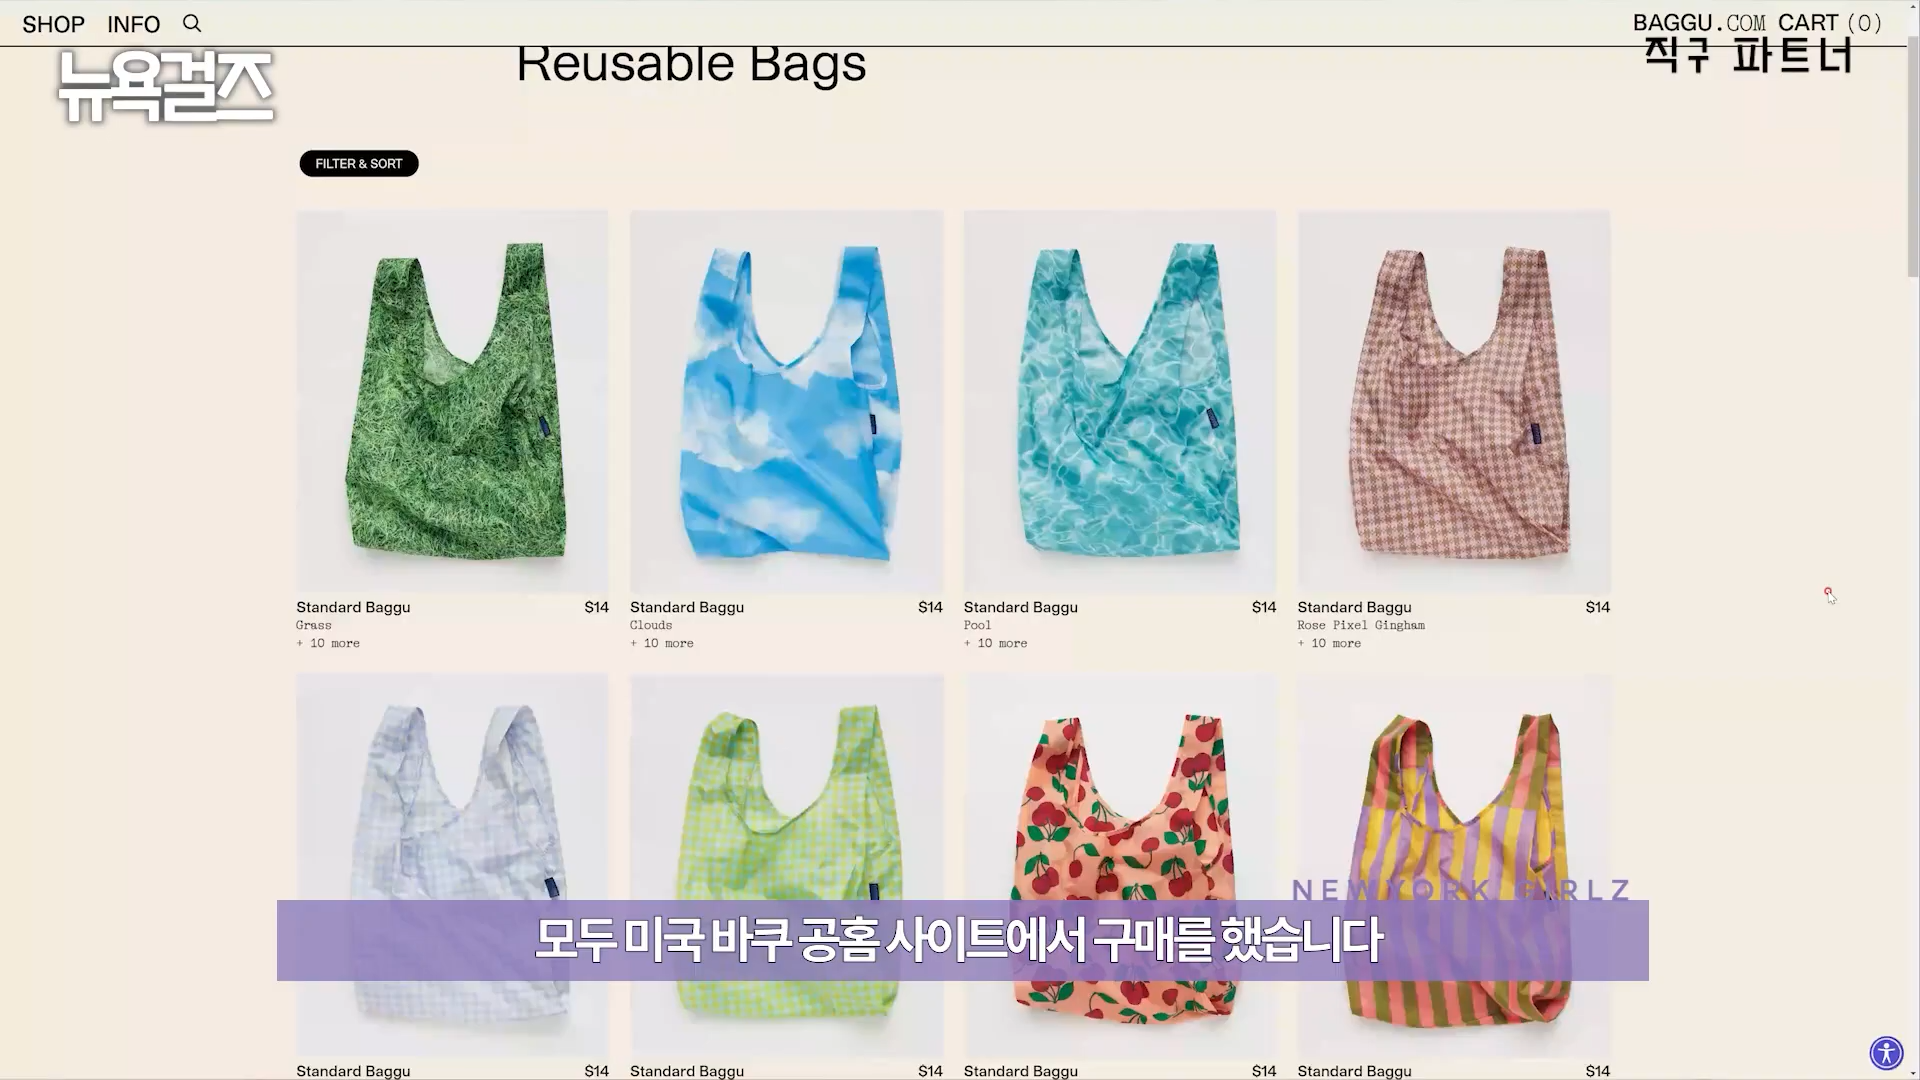 SHOP INFO
BAGGU.COM CART (0)
뉴욕걸즈
직구 파트너
Reusable Bags
FILTER & SORT
Standard Baggu $14
Grass
+ 10 more
Standard Baggu $14
Clouds
+ 10 more
Standard Baggu $14
Pool
+ 10 more
Standard Baggu $14
Rose Pixel Gingham
+ 10 more
NEWYORK GIRLZ
모두 미국 바쿠 공홈 사이트에서 구매를 했습니다
Standard Baggu $14
Standard Baggu $14
Standard Baggu $14
Standard Baggu $14